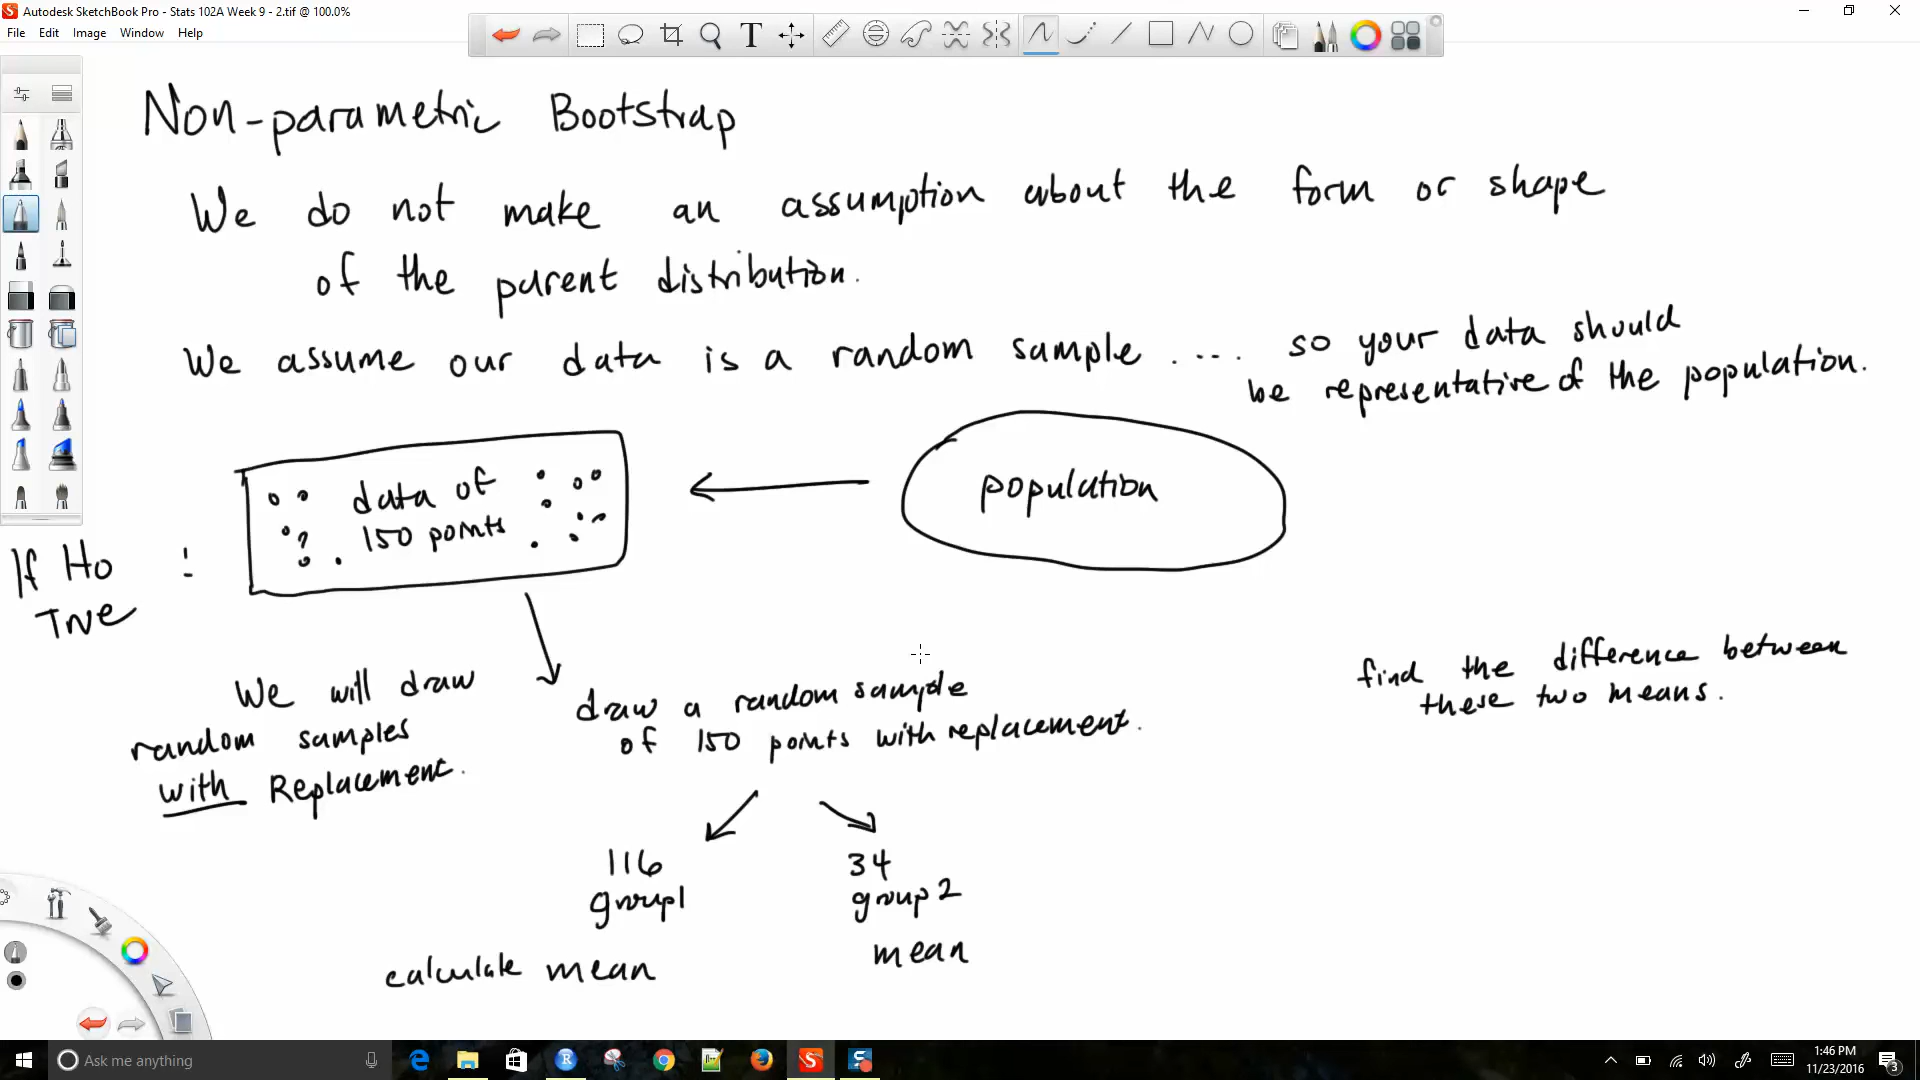 Autodesk SketchBook Pro - Stats 102A Week 9 - 2.tif @ 100.0%
File Edit Image Window Help
Non-parametric Bootstrap
We do not make an assumption about the form or shape
of the parent distribution.
We assume our data is a random sample .... so your data should
be representative of the population.
data of
150 points
population
If Ho :
True
We will draw
random samples
with Replacement.
draw a random sample
of 150 points with replacement.
find the difference between
these two means.
116
group1
34
group 2
calculate mean
mean
Ask me anything
1:46 PM
11/23/2016
3